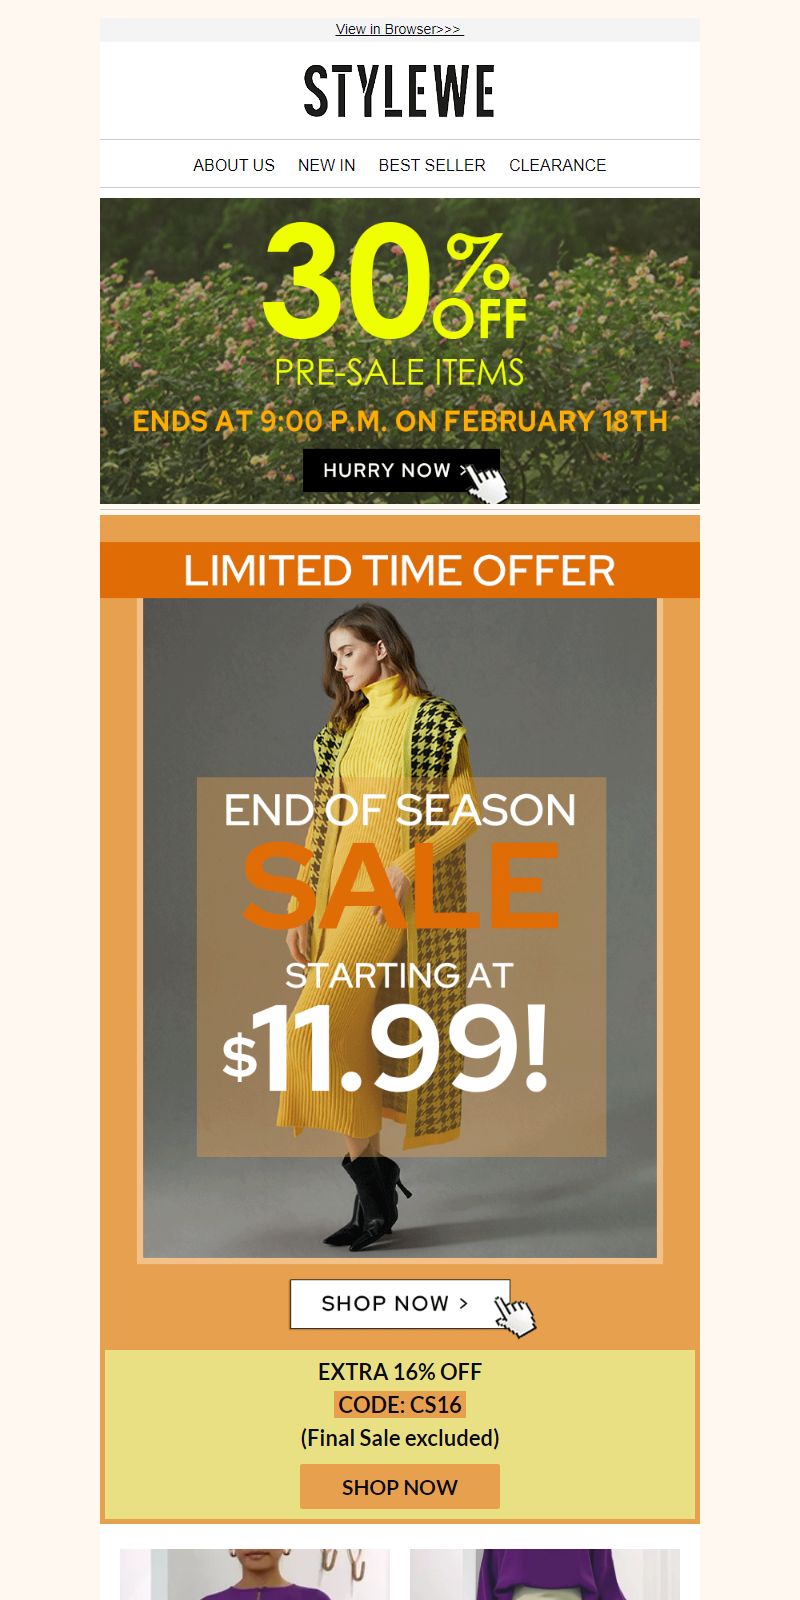 View in Browser>>>
STYLEWE
ABOUT US NEW IN BEST SELLER CLEARANCE
30% OFF
PRE-SALE ITEMS
ENDS AT 9:00 P.M. ON FEBRUARY 18TH
HURRY NOW >
LIMITED TIME OFFER
END OF SEASON
SALE
STARTING AT
$11.99!
SHOP NOW >
EXTRA 16% OFF
CODE: CS16
(Final Sale excluded)
SHOP NOW